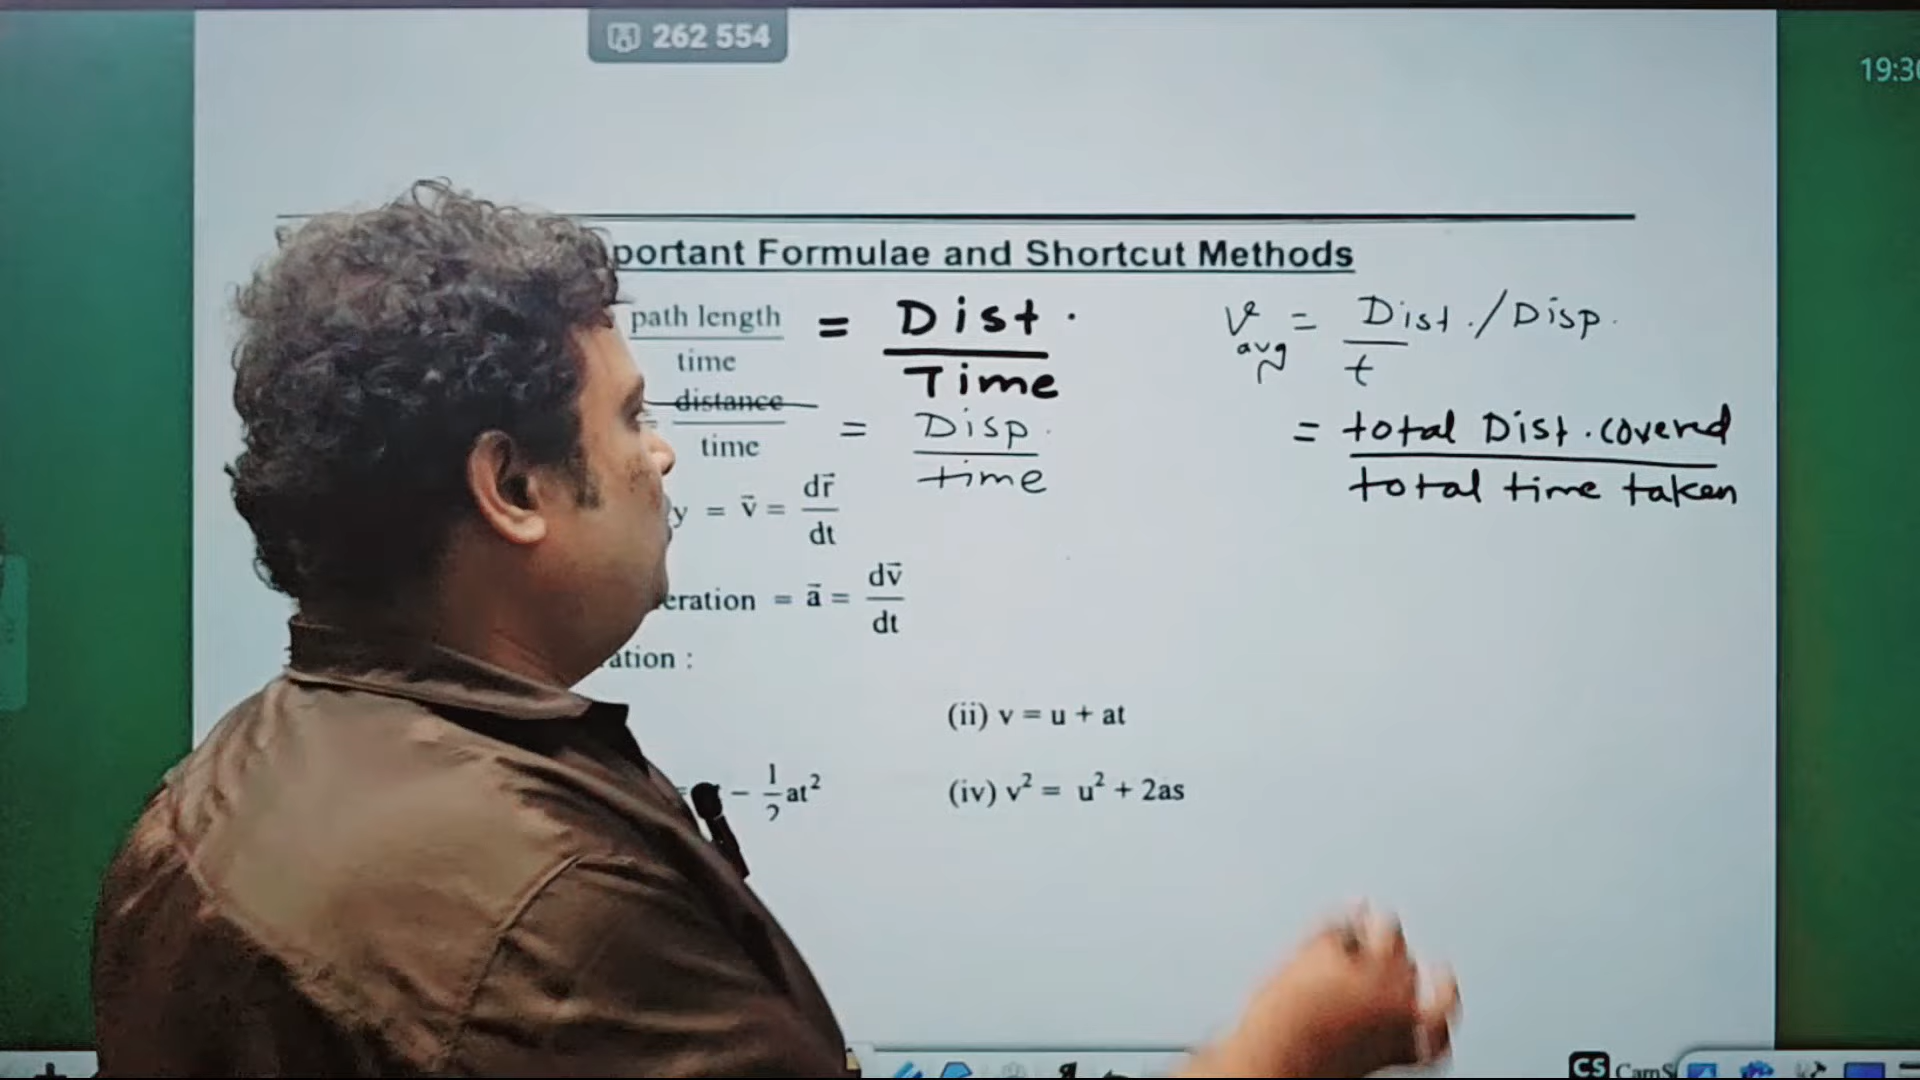 262 554
19:30
portant Formulae and Shortcut Methods
path length / time = Dist. / Time
v avg = Dist. / Disp. / t
distance / time = Disp. / time
= total Dist. covered / total time taken
y = v⃗ = dr⃗ / dt
eration = a⃗ = dv⃗ / dt
ation :
(ii) v = u + at
− 1/2 at²
(iv) v² = u² + 2as
CS CamS